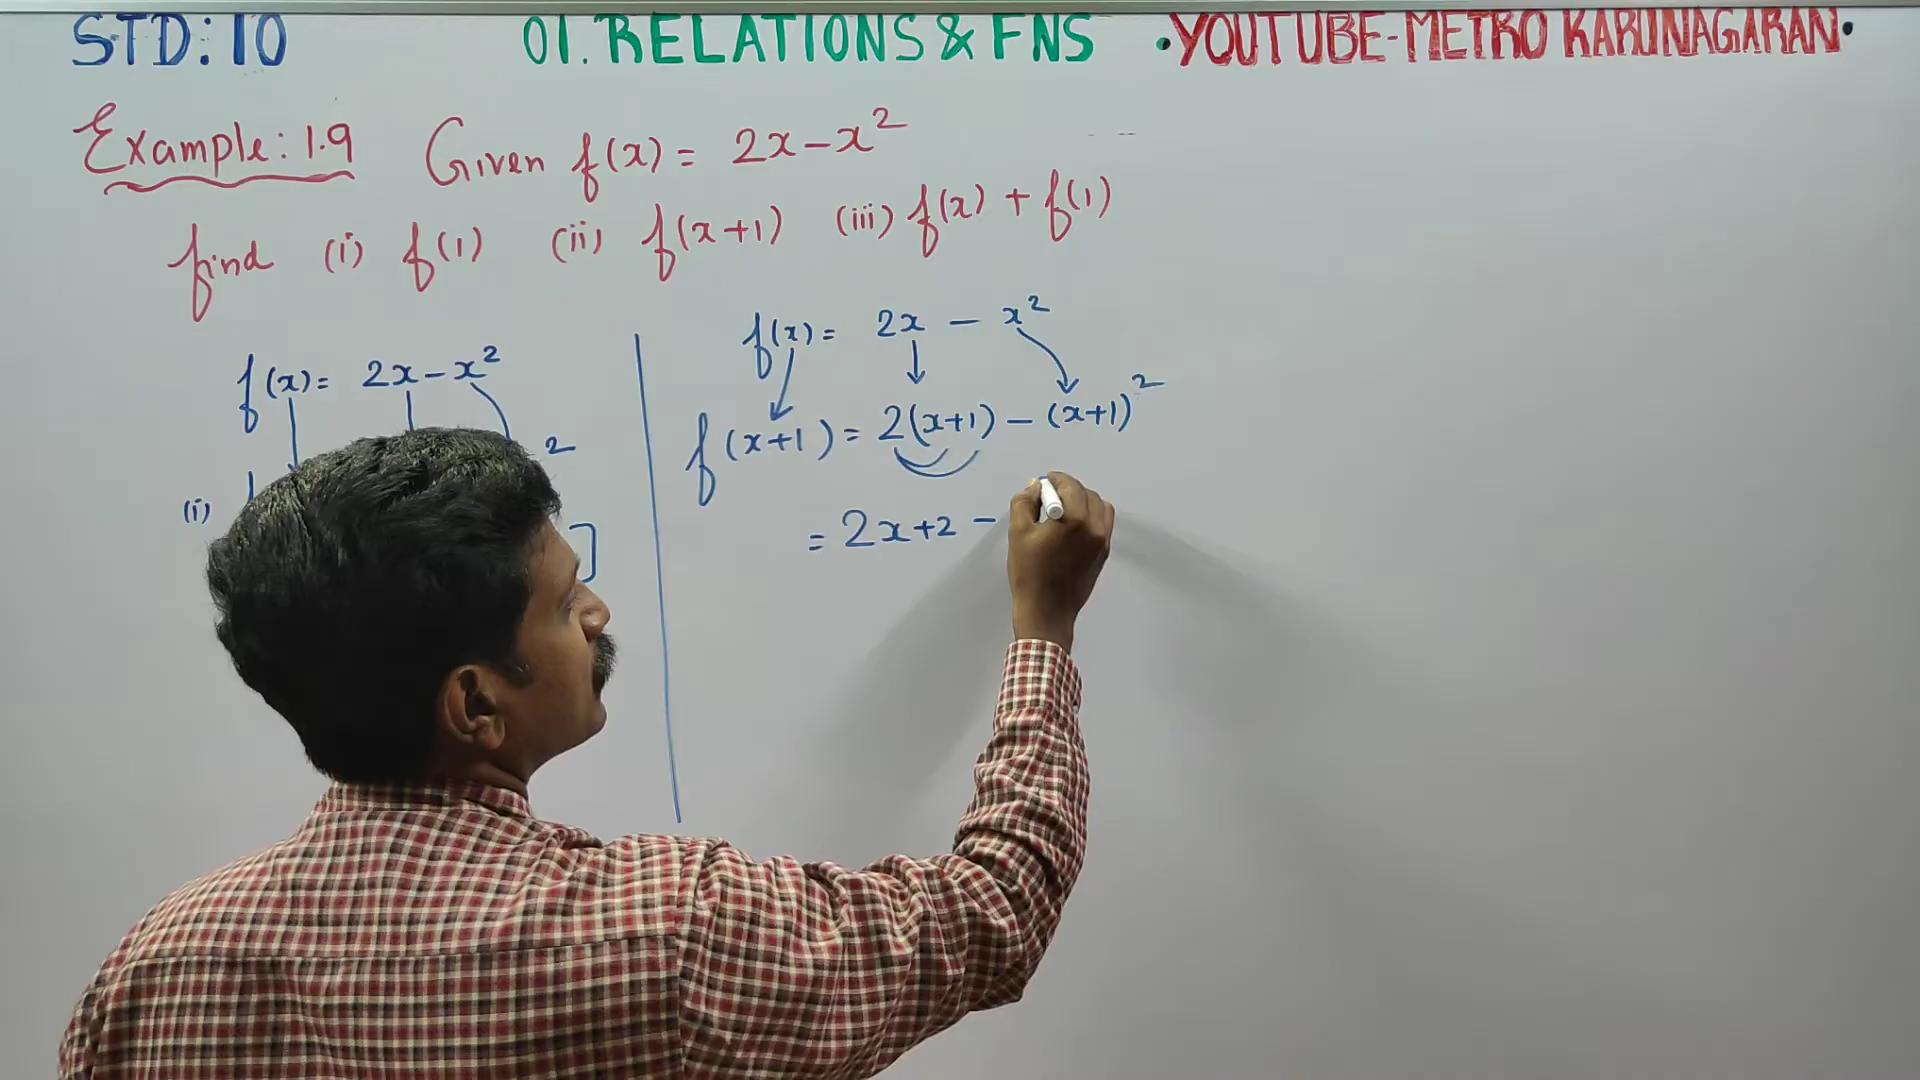 STD: 10 01. RELATIONS & FNS • YOUTUBE-METRO KARUNAGARAN •
Example: 1.9 Given f(x) = 2x - x²
find (i) f(1) (ii) f(x+1) (iii) f(x) + f(1)
f(x) = 2x - x²
2
(i)
]
f(x) = 2x - x²
f(x+1) = 2(x+1) - (x+1)²
= 2x+2 -